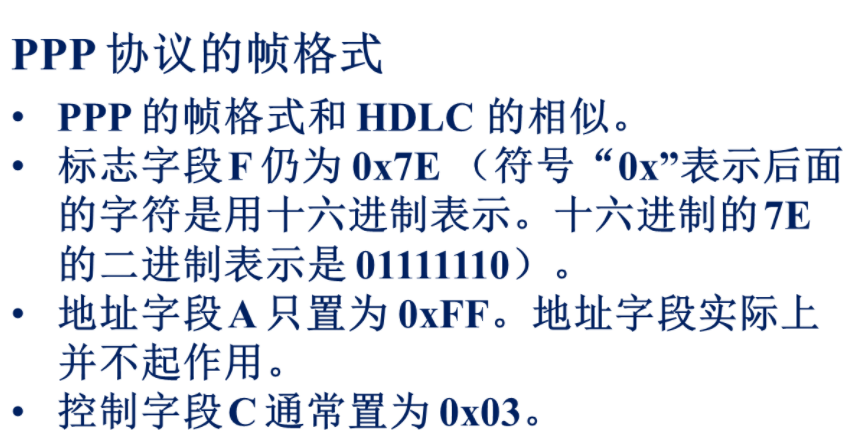 PPP 协议的帧格式
• PPP 的帧格式和 HDLC 的相似。
• 标志字段 F 仍为 0x7E （符号“0x”表示后面
的字符是用十六进制表示。十六进制的 7E
的二进制表示是 01111110）。
• 地址字段 A 只置为 0xFF。地址字段实际上
并不起作用。
• 控制字段 C 通常置为 0x03。